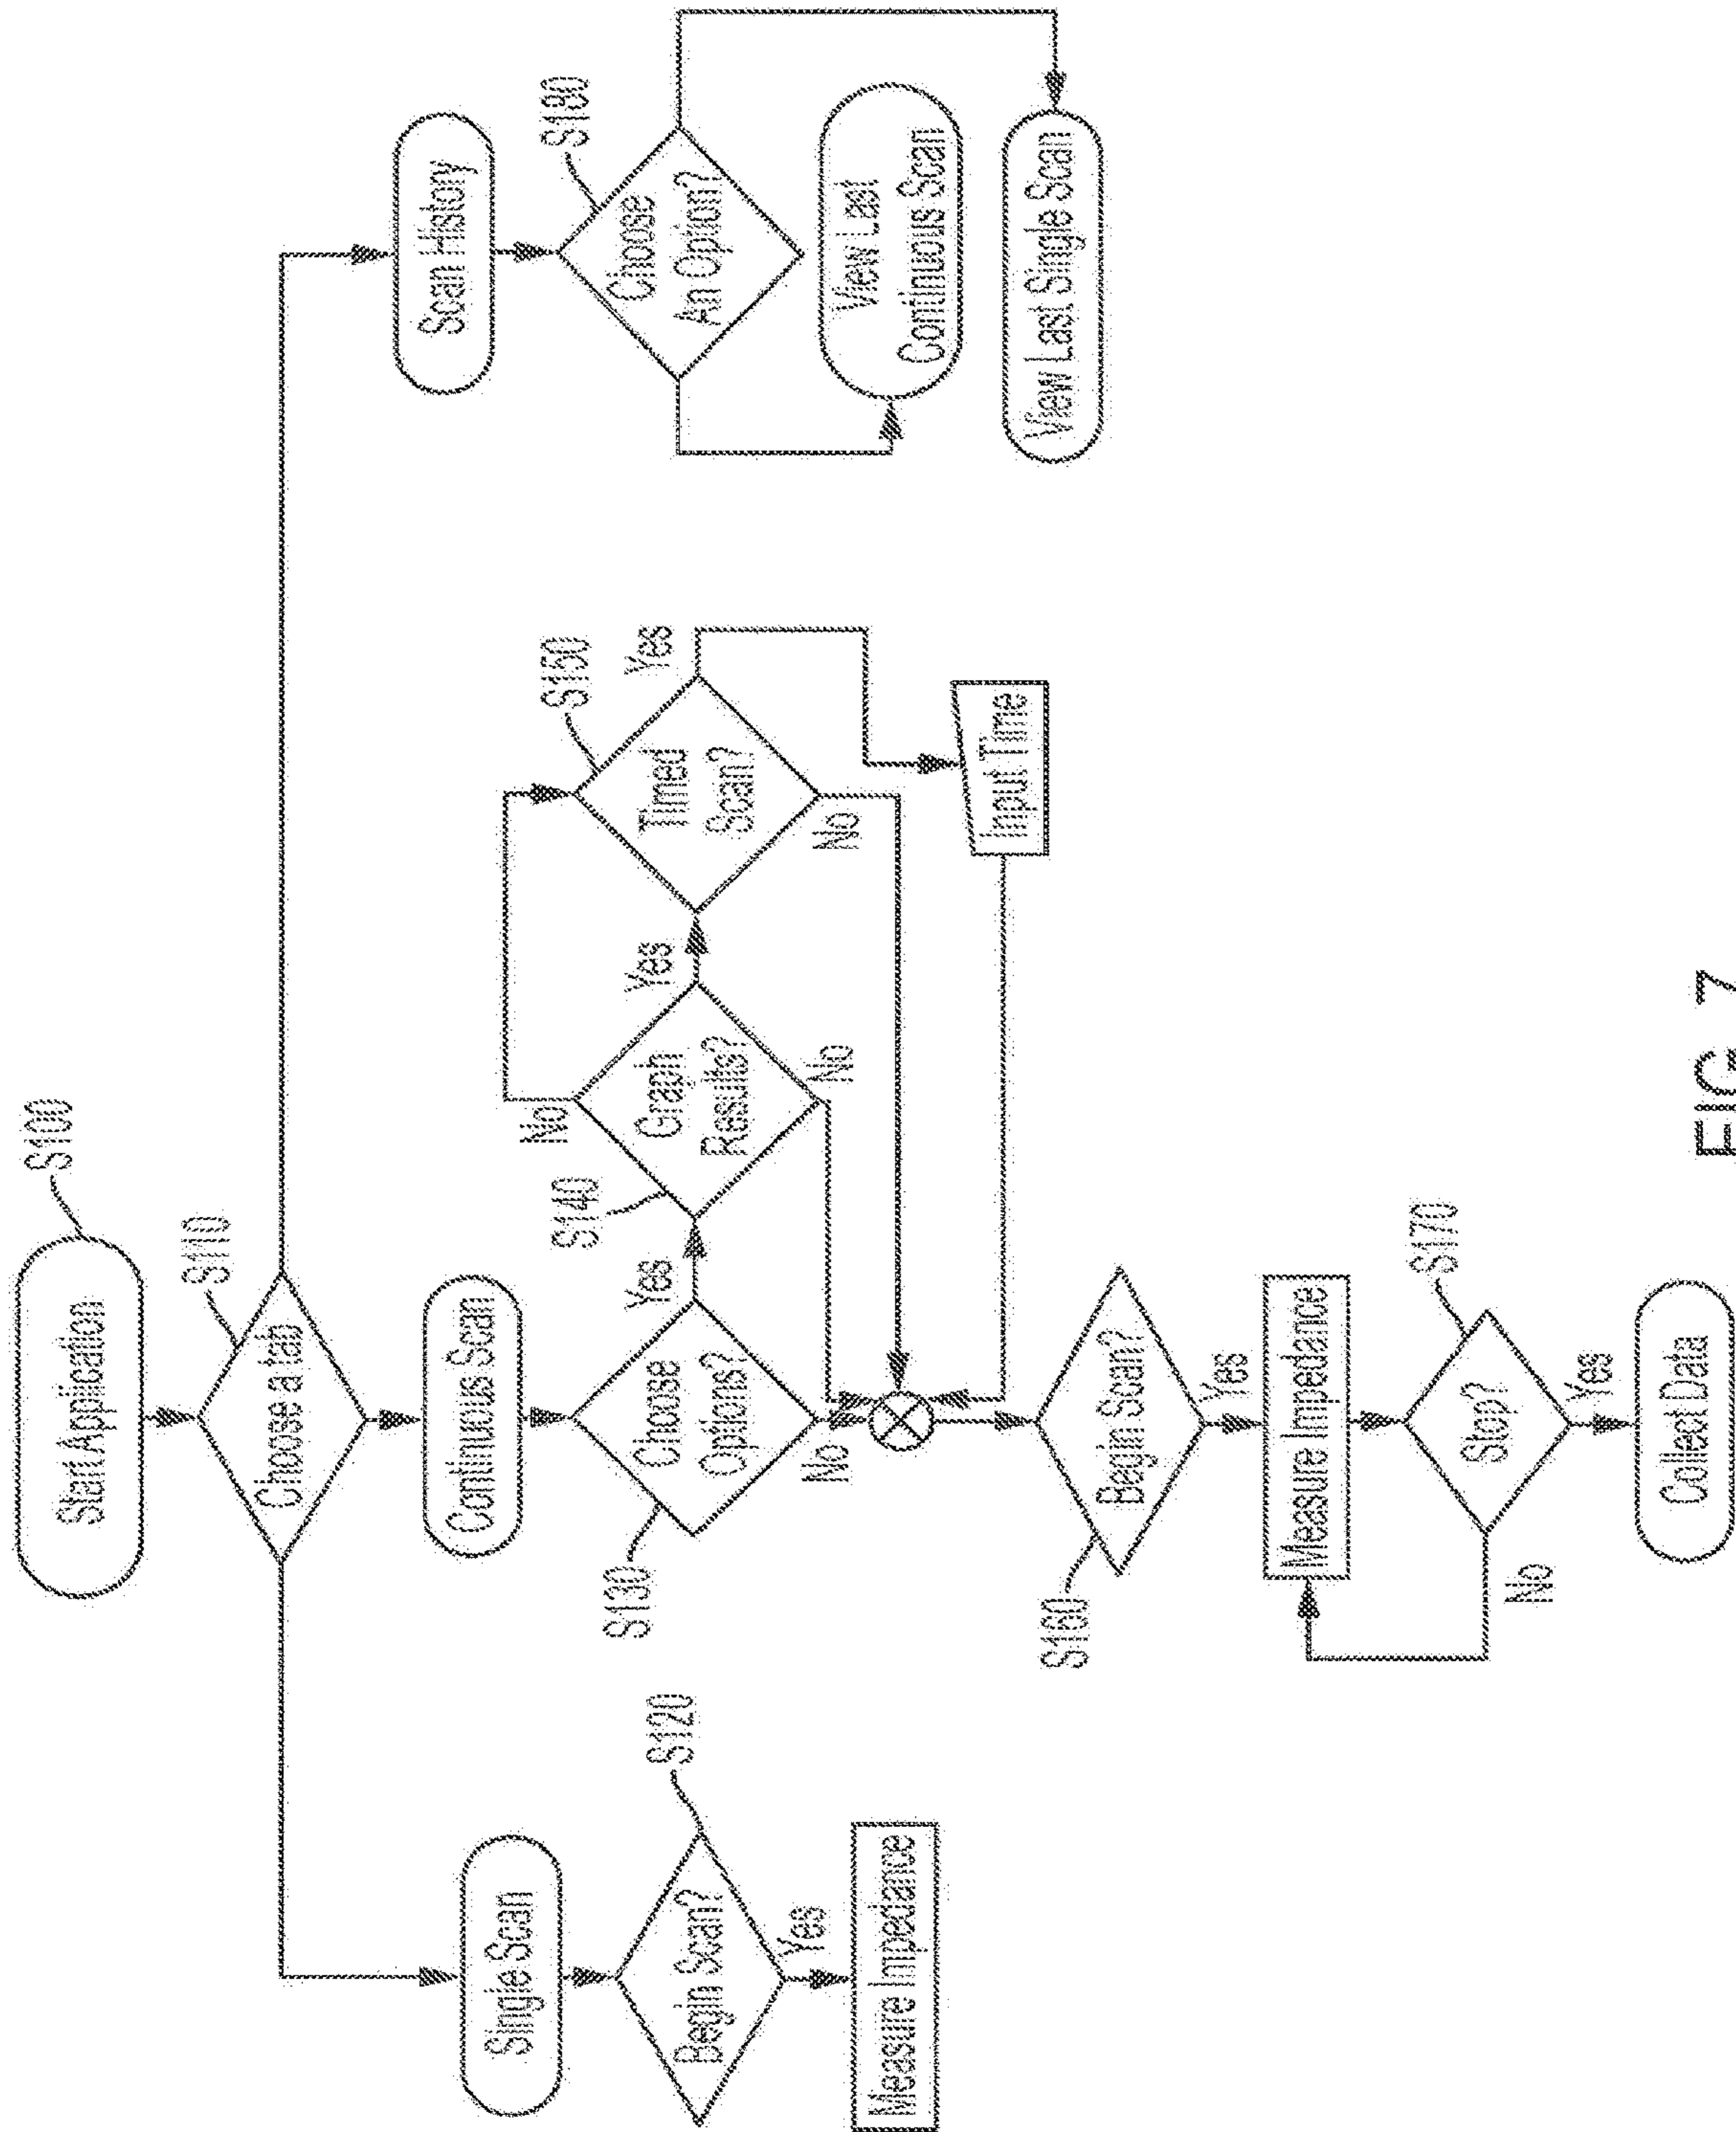 Start Application
S100
Choose a tab
S110
Single Scan
Begin Scan?
S120
Yes
Measure Impedance
Continuous Scan
Choose
Options?
S130
Yes
No
Graph
Results?
S140
No
Yes
No
Timed
Scan?
S150
Yes
No
Input Time
Begin Scan?
S160
Yes
Measure Impedance
Stop?
S170
No
Yes
Collect Data
Scan History
Choose
An Option?
S180
View Last
Continuous Scan
View Last Single Scan
FIG. 7